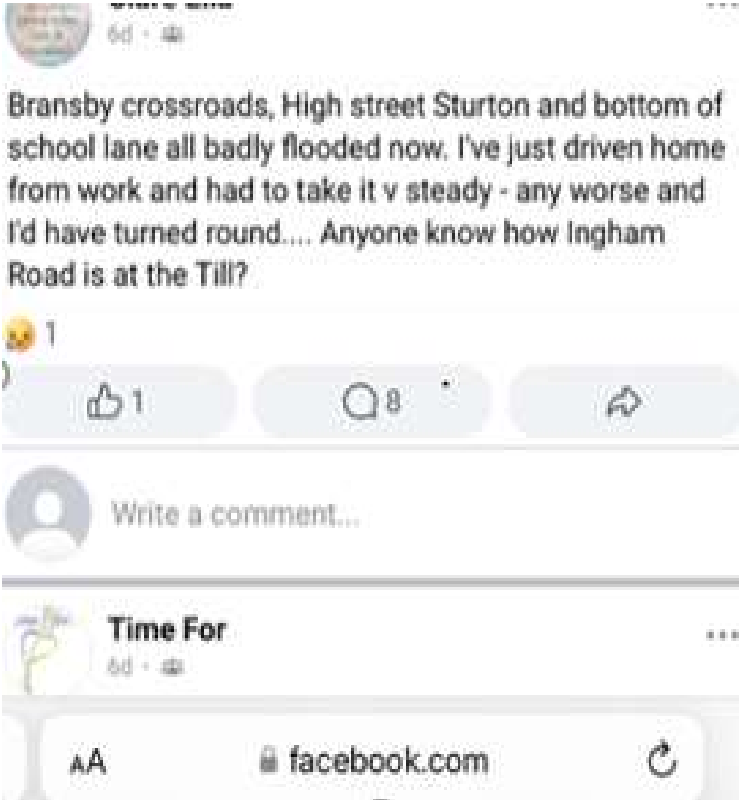 6d
Bransby crossroads, High street Sturton and bottom of
school lane all badly flooded now. I've just driven home
from work and had to take it v steady - any worse and
I'd have turned round.... Anyone know how Ingham
Road is at the Till?
1
1
8
Write a comment...
Time For
6d
AA facebook.com